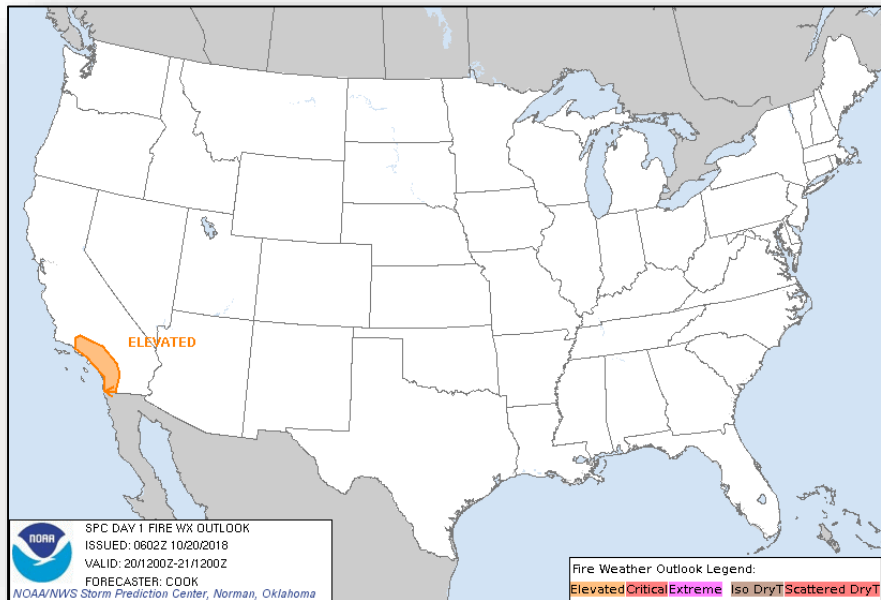 ELEVATED
NOAA
SPC DAY 1 FIRE WX OUTLOOK
ISSUED: 0602Z 10/20/2018
VALID: 20/1200Z-21/1200Z
FORECASTER: COOK
NOAA/NWS Storm Prediction Center, Norman, Oklahoma
Fire Weather Outlook Legend:
Elevated Critical Extreme Iso DryT Scattered DryT